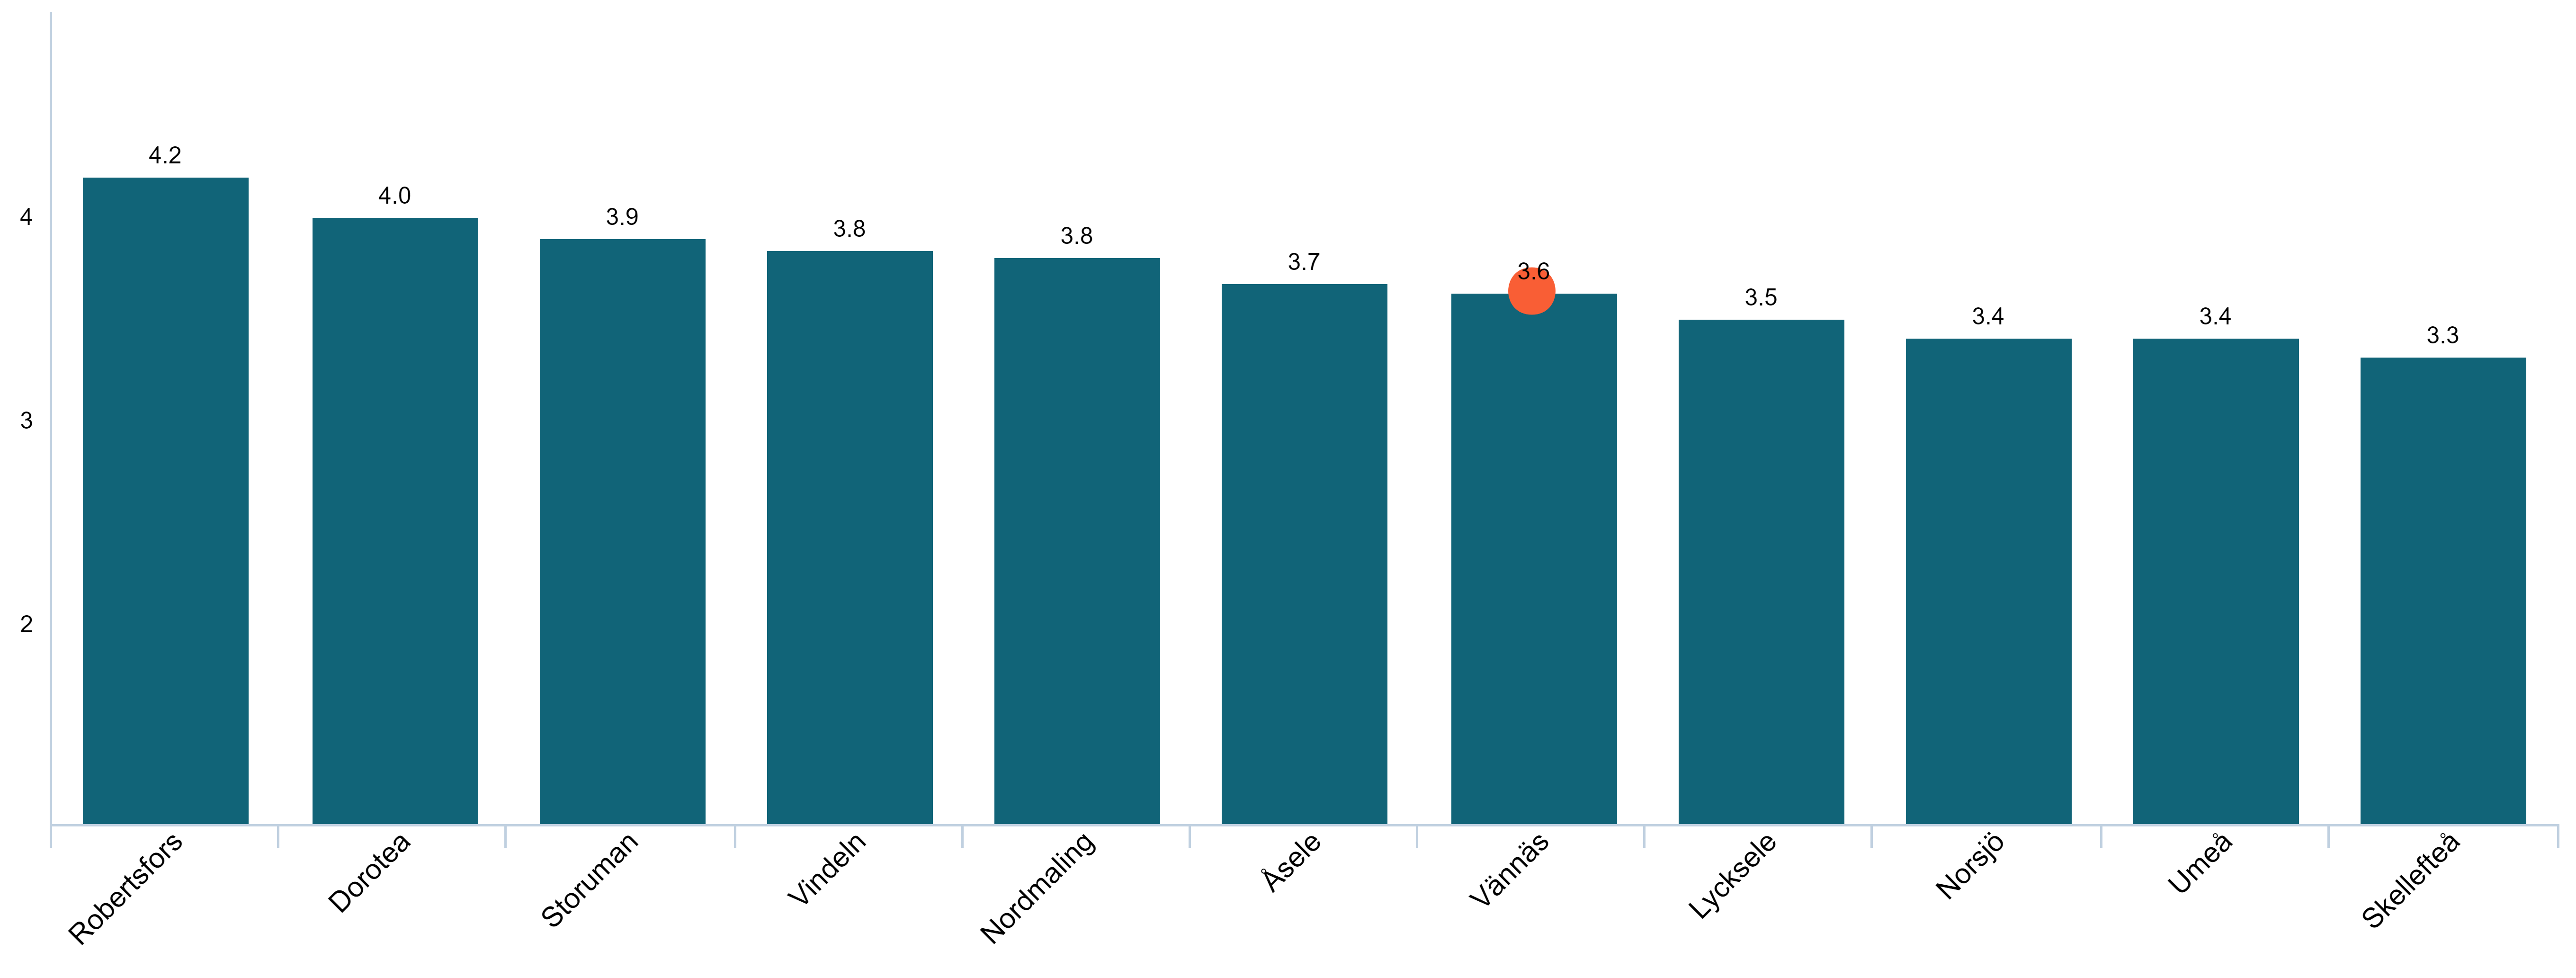 4.2
4.0
3.9
3.8
3.8
3.7
3.6
3.5
3.4
3.4
3.3
4
3
2
Robertsfors
Dorotea
Storuman
Vindeln
Nordmaling
Åsele
Vännäs
Lycksele
Norsjö
Umeå
Skellefteå